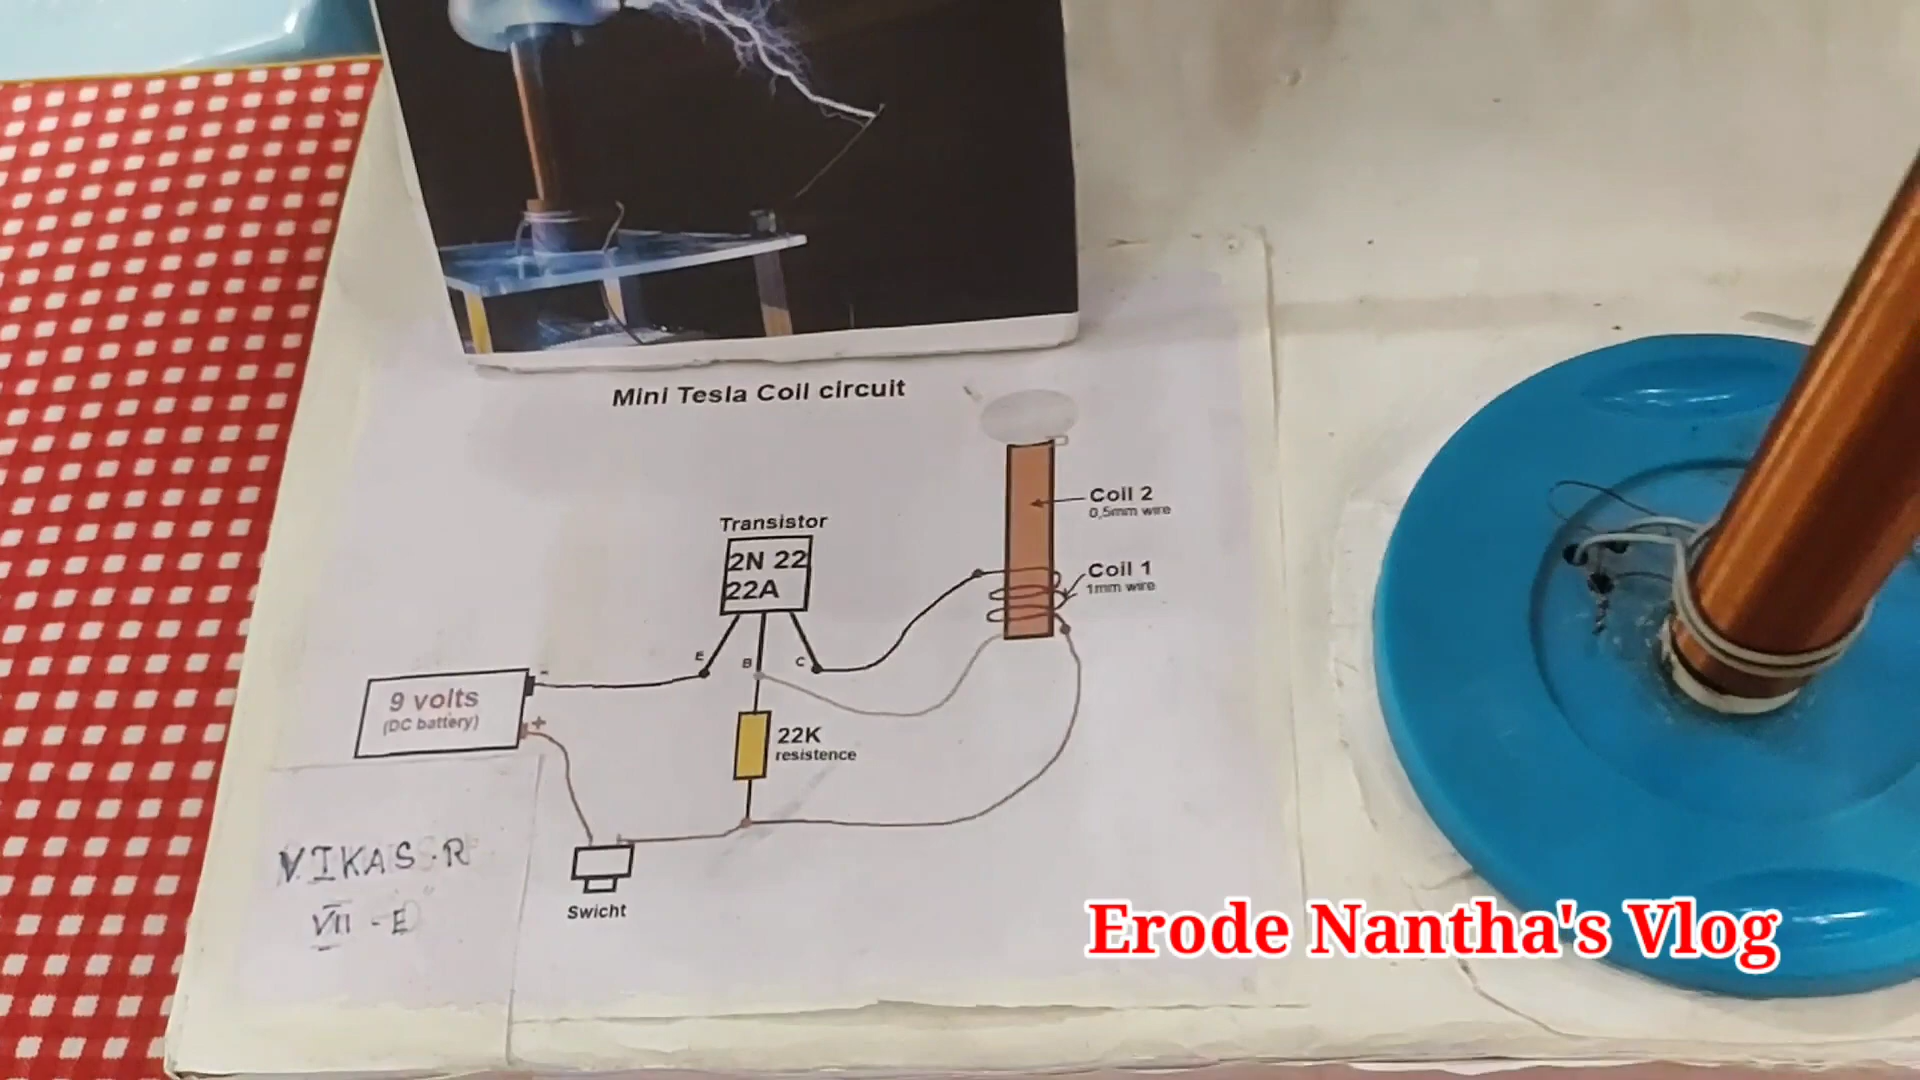 Mini Tesla Coil circuit
Coil 2
0,5mm wire
Transistor
2N 22
22A
Coil 1
1mm wire
E
B
C
-
9 volts
(DC battery)
+
22K
resistence
VIKAS.R
VII - E
Swicht
Erode Nantha's Vlog